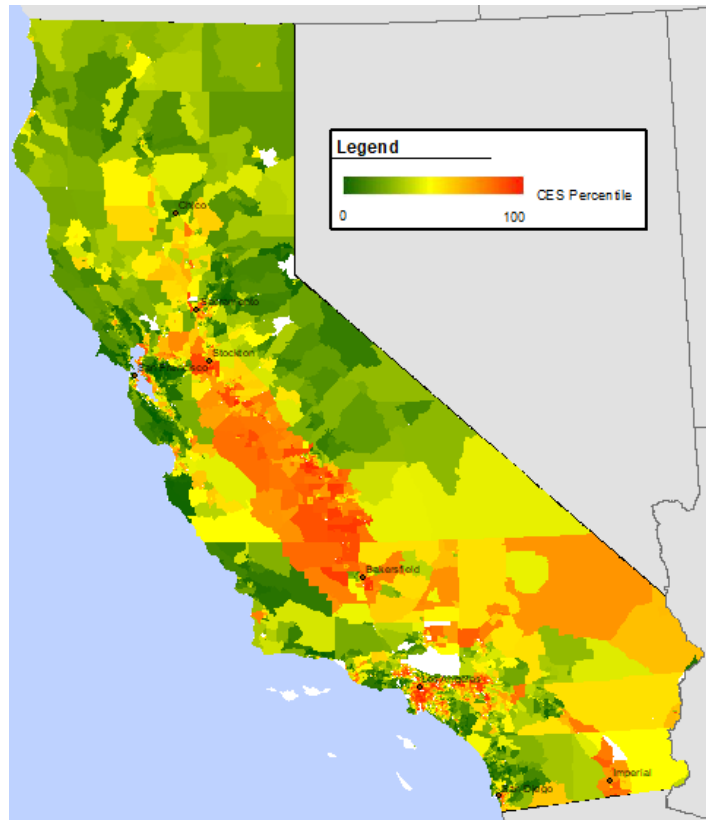 Legend
CES Percentile
0
100
Chico
Sacramento
Stockton
San Francisco
Bakersfield
Los Angeles
Imperial
San Diego